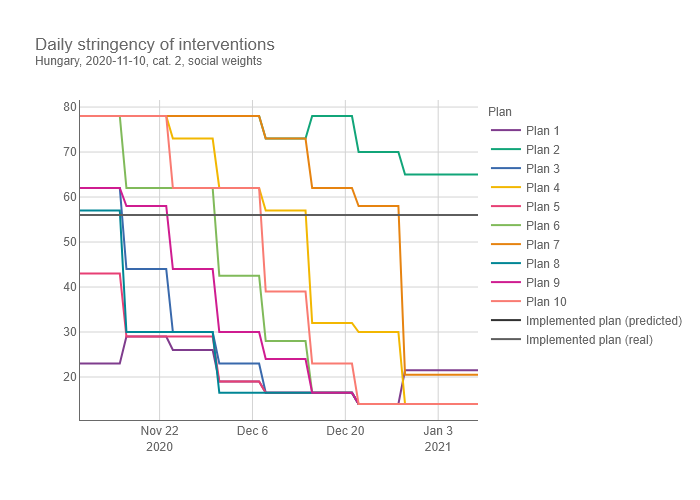 Daily stringency of interventions
Hungary, 2020-11-10, cat. 2, social weights
80
70
60
50
40
30
20
Nov 22
2020
Dec 6
Dec 20
Jan 3
2021
Plan
Plan 1
Plan 2
Plan 3
Plan 4
Plan 5
Plan 6
Plan 7
Plan 8
Plan 9
Plan 10
Implemented plan (predicted)
Implemented plan (real)